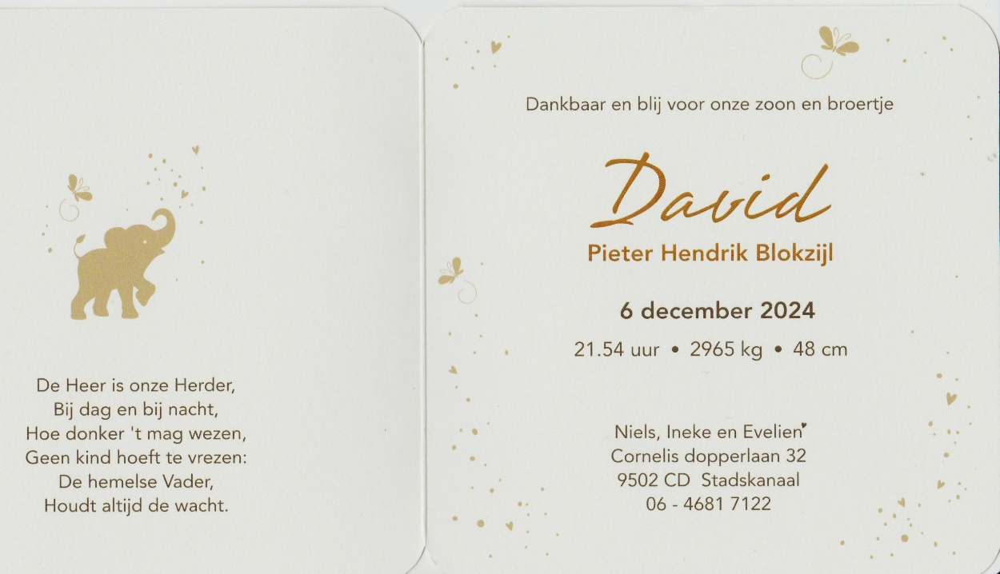 De Heer is onze Herder,
Bij dag en bij nacht,
Hoe donker 't mag wezen,
Geen kind hoeft te vrezen:
De hemelse Vader,
Houdt altijd de wacht.
Dankbaar en blij voor onze zoon en broertje
David
Pieter Hendrik Blokzijl
6 december 2024
21.54 uur • 2965 kg • 48 cm
Niels, Ineke en Evelien
Cornelis dopperlaan 32
9502 CD Stadskanaal
06 - 4681 7122